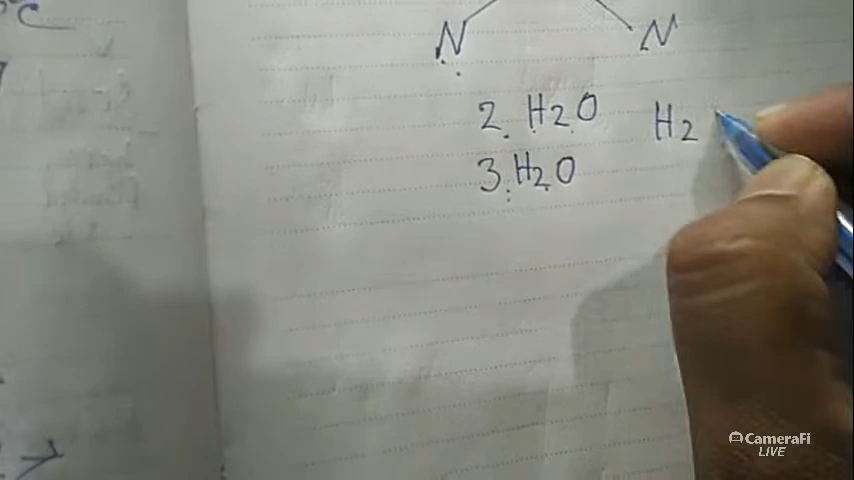 °C
N N
2. H2O H2
3. H2O
CameraFi
LIVE